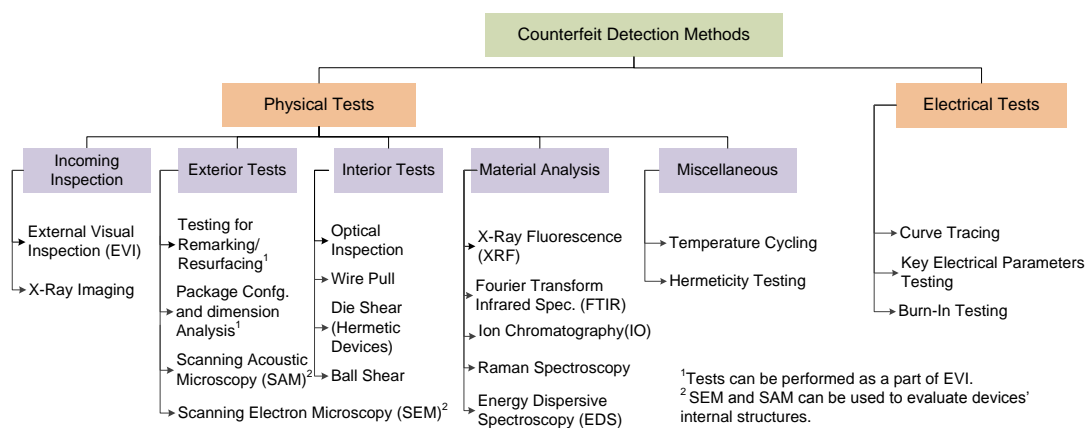 Counterfeit Detection Methods
Physical Tests
Electrical Tests
Incoming
Inspection
Exterior Tests
Interior Tests
Material Analysis
Miscellaneous
External Visual
Inspection (EVI)
X-Ray Imaging
Testing for
Remarking/
Resurfacing1
Package Confg.
and dimension
Analysis1
Scanning Acoustic
Microscopy (SAM)2
Scanning Electron Microscopy (SEM)2
Optical
Inspection
Wire Pull
Die Shear
(Hermetic
Devices)
Ball Shear
X-Ray Fluorescence
(XRF)
Fourier Transform
Infrared Spec. (FTIR)
Ion Chromatography(IO)
Raman Spectroscopy
Energy Dispersive
Spectroscopy (EDS)
Temperature Cycling
Hermeticity Testing
Curve Tracing
Key Electrical Parameters
Testing
Burn-In Testing
1Tests can be performed as a part of EVI.
2 SEM and SAM can be used to evaluate devices'
internal structures.